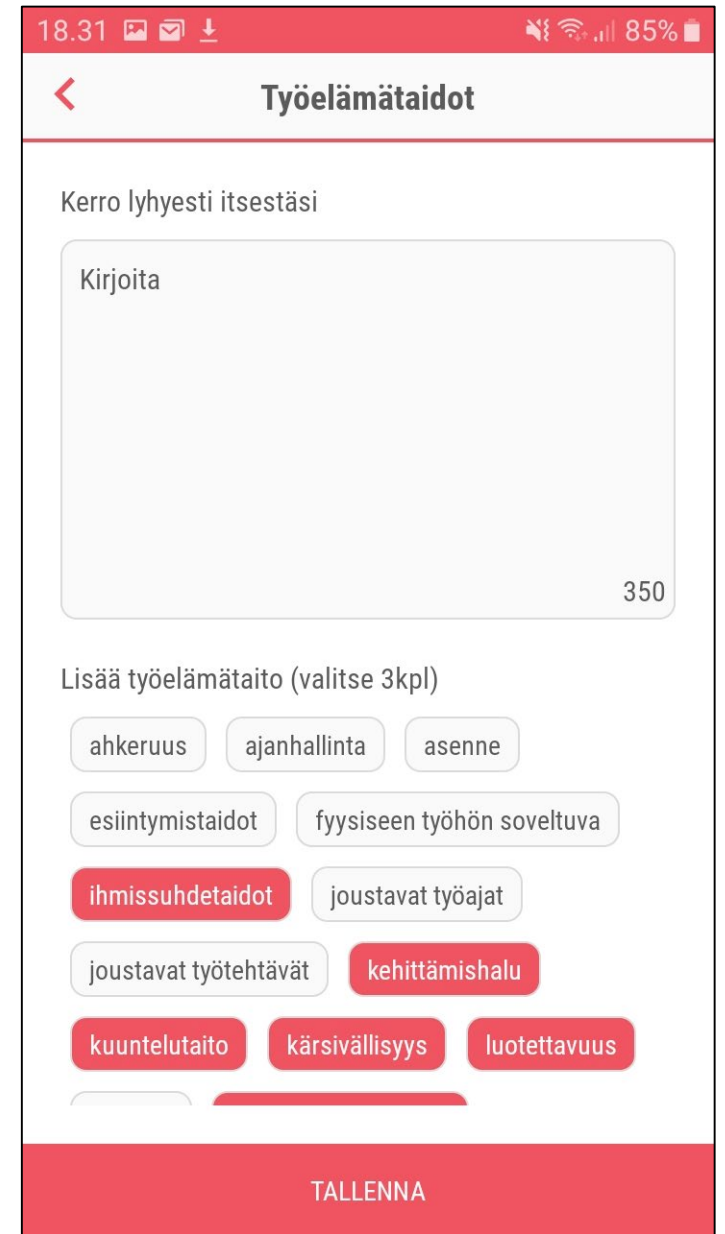 18.31 85%
Työelämätaidot
Kerro lyhyesti itsestäsi
Kirjoita
350
Lisää työelämätaito (valitse 3kpl)
ahkeruus ajanhallinta asenne
esiintymistaidot fyysiseen työhön soveltuva
ihmissuhdetaidot joustavat työajat
joustavat työtehtävät kehittämishalu
kuuntelutaito kärsivällisyys luotettavuus
TALLENNA